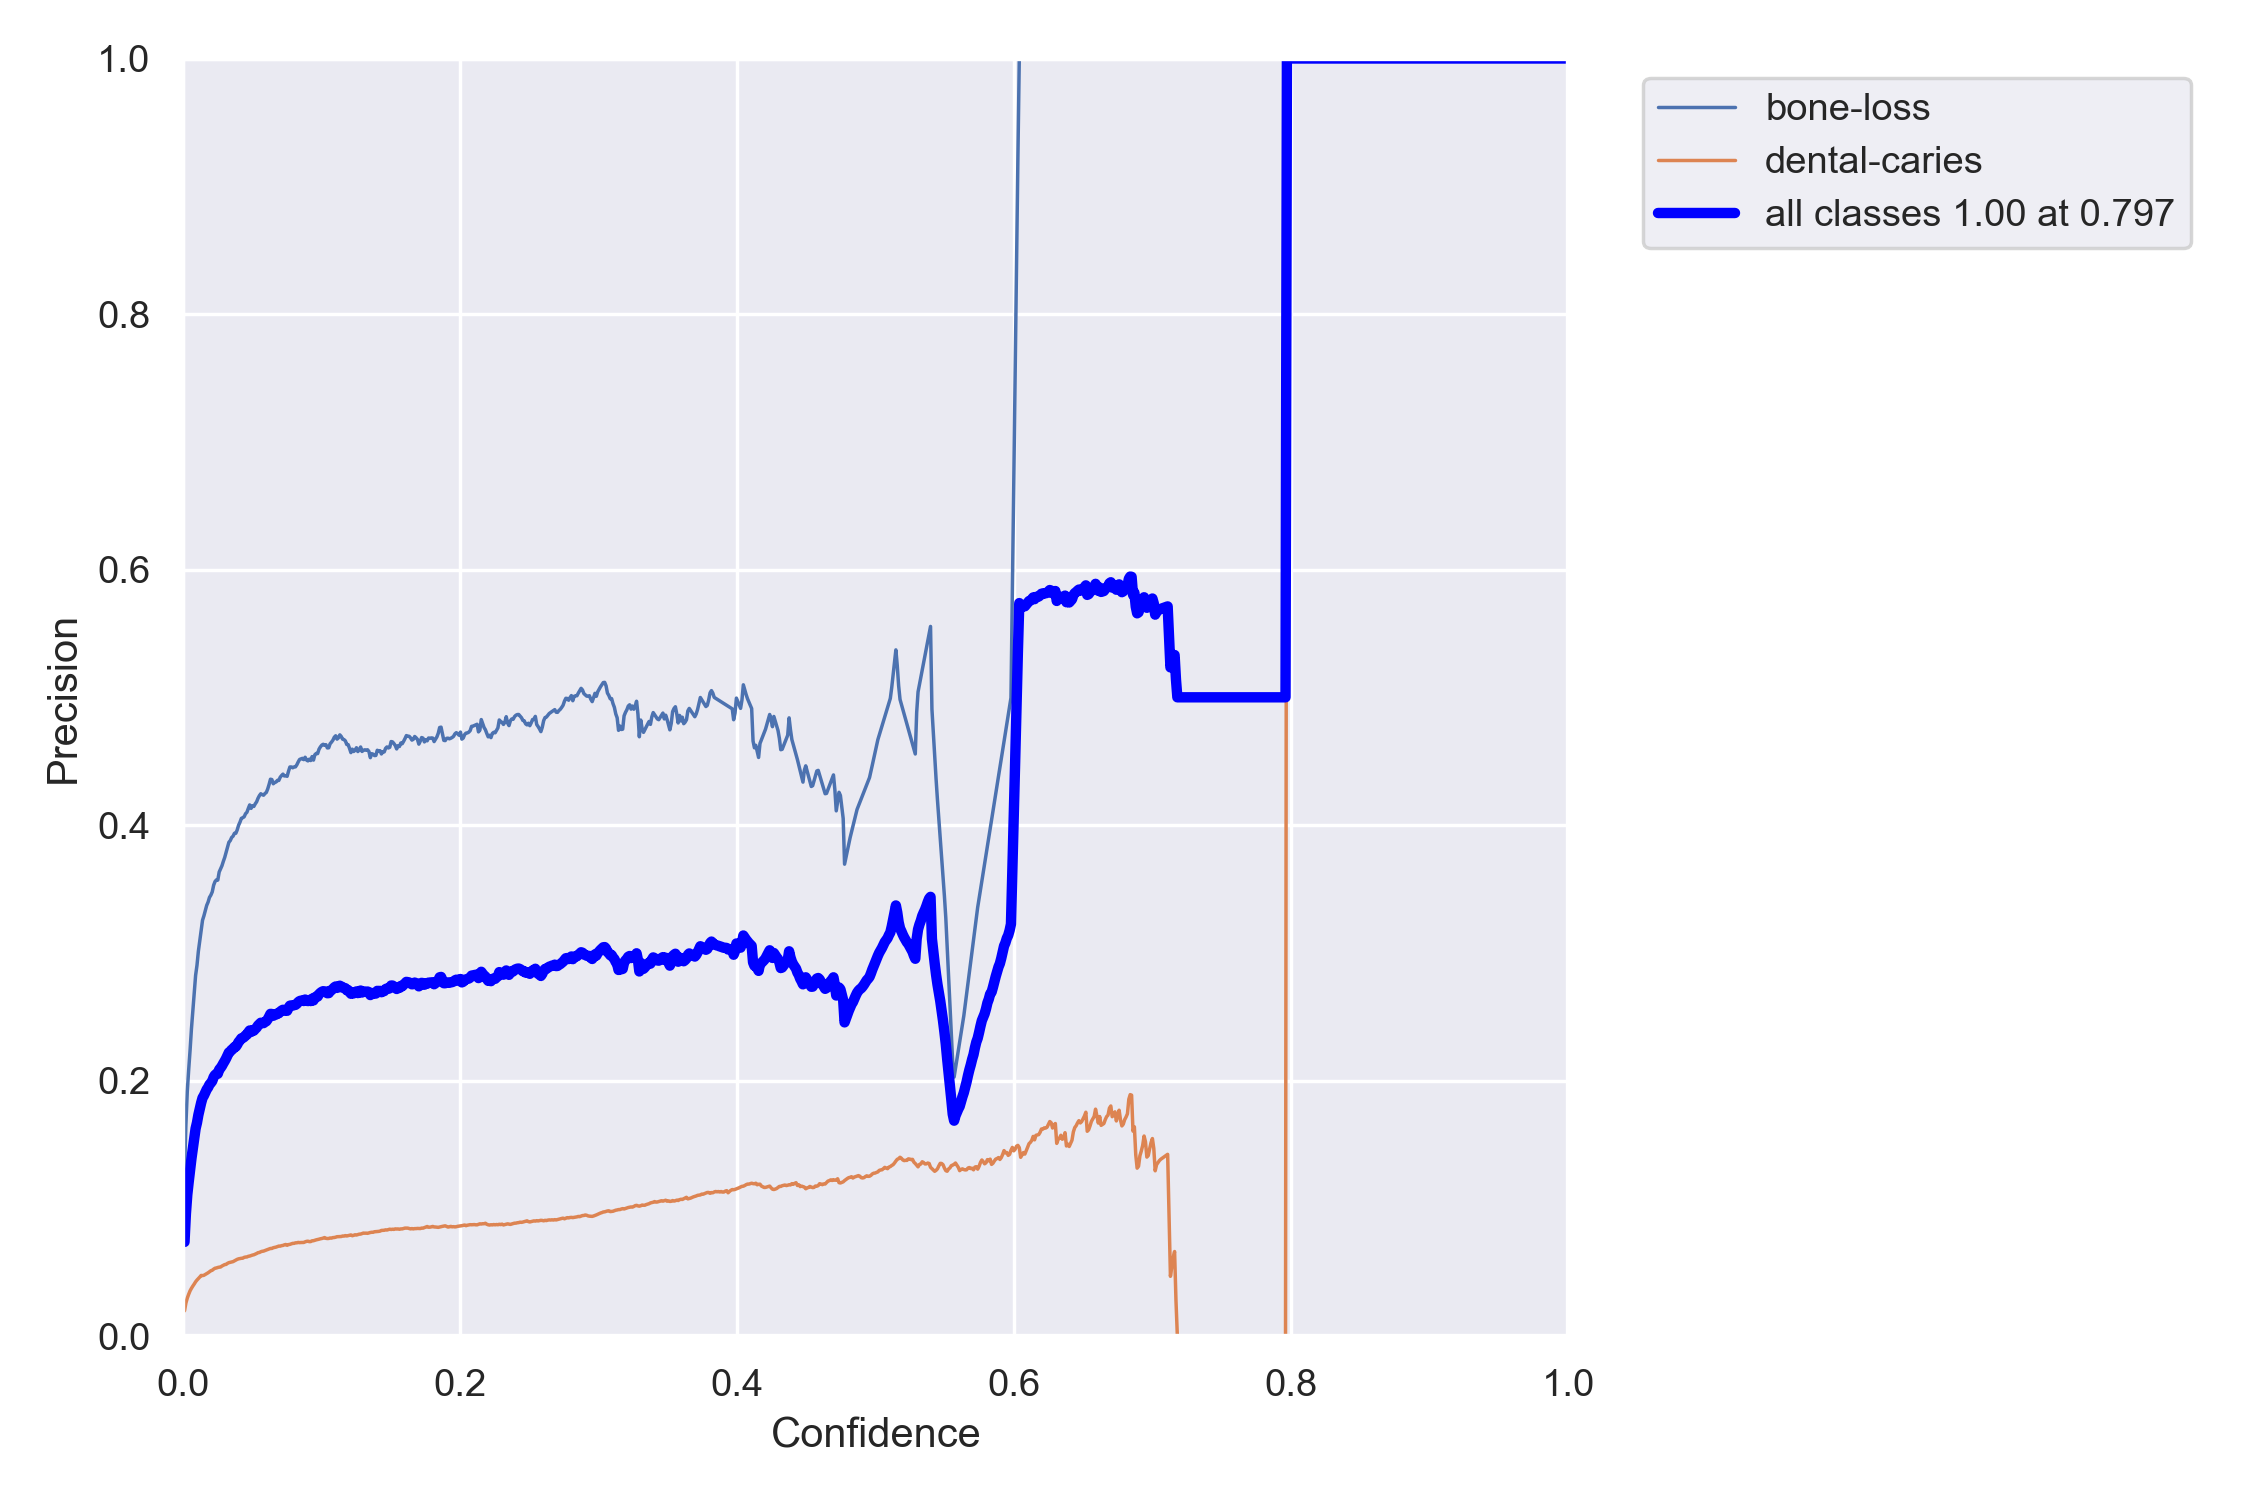 1.0
0.8
0.6
0.4
0.2
0.0
Precision
0.0 0.2 0.4 0.6 0.8 1.0
Confidence
bone-loss
dental-caries
all classes 1.00 at 0.797